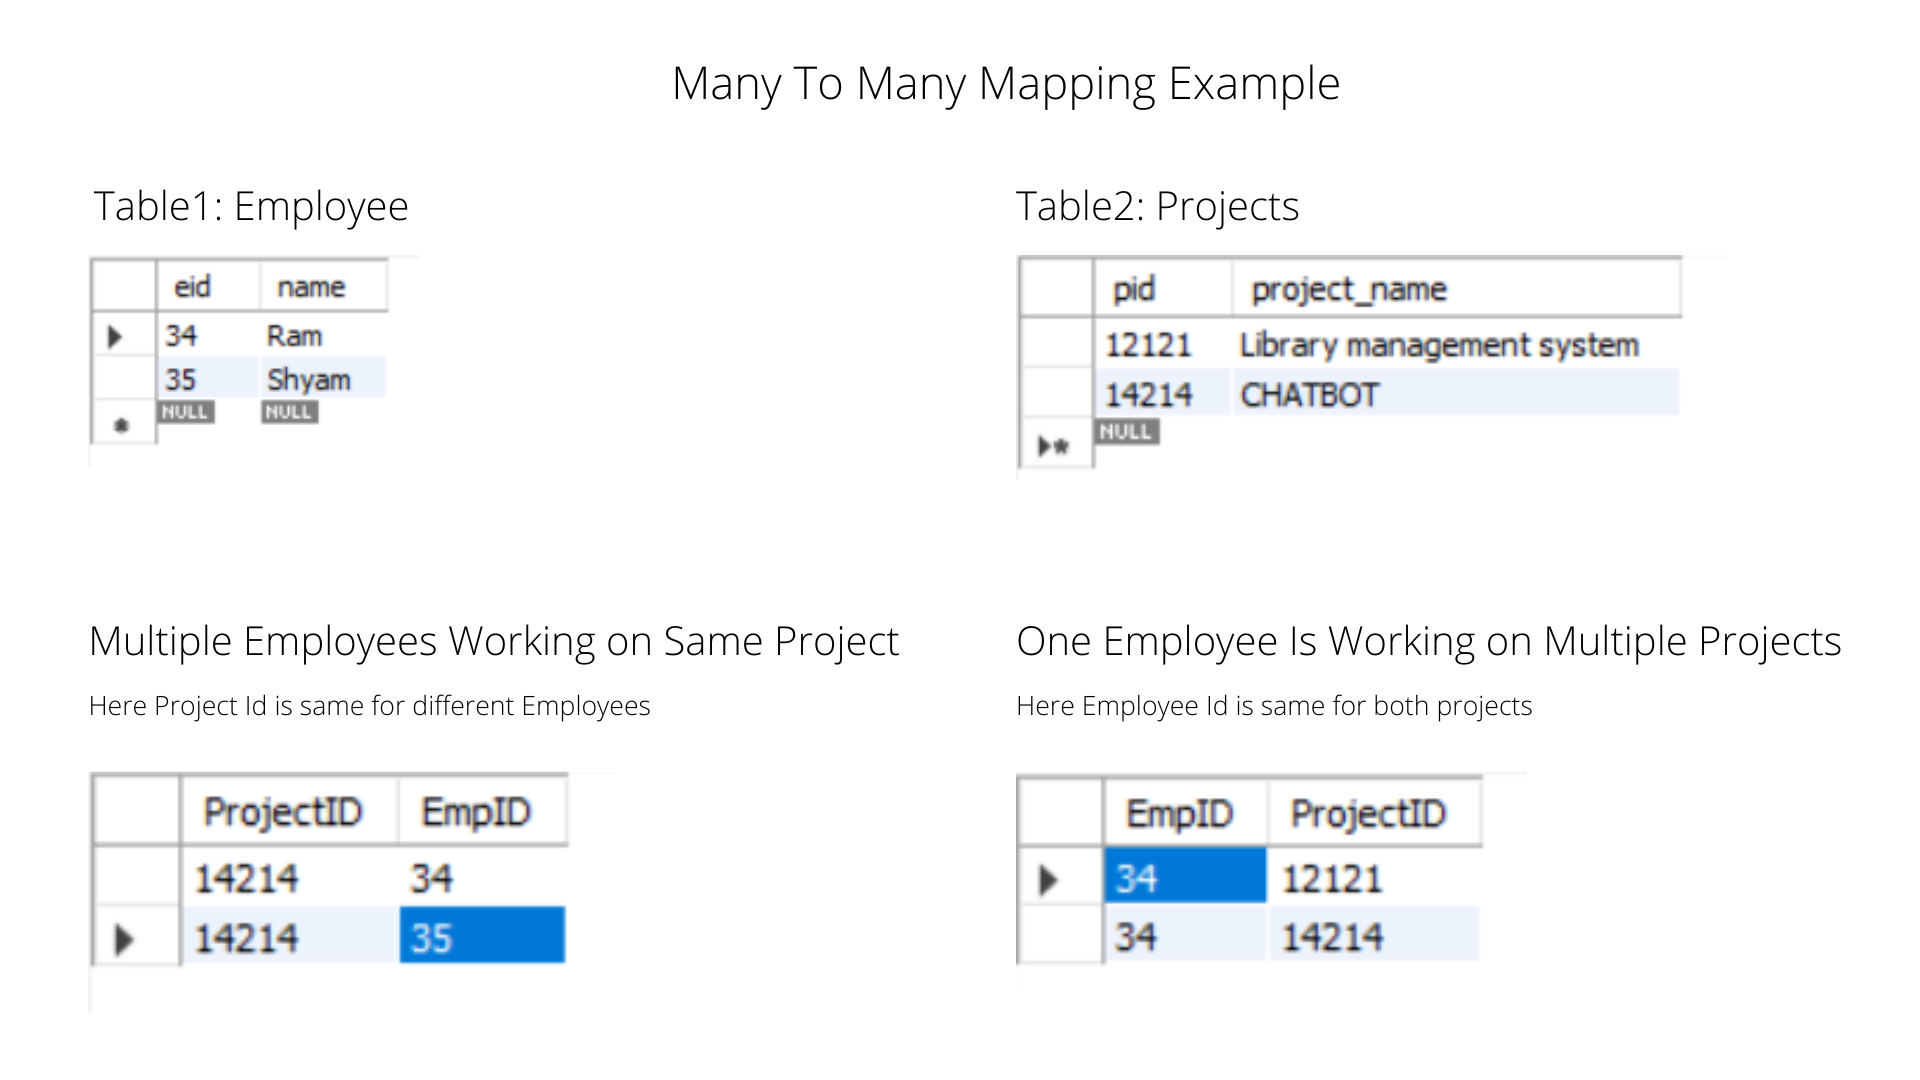 Many To Many Mapping Example
Table1: Employee
eid name
34 Ram
35 Shyam
NULL NULL
Table2: Projects
pid project_name
12121 Library management system
14214 CHATBOT
NULL
Multiple Employees Working on Same Project
Here Project Id is same for different Employees
ProjectID EmpID
14214 34
14214 35
One Employee Is Working on Multiple Projects
Here Employee Id is same for both projects
EmpID ProjectID
34 12121
34 14214